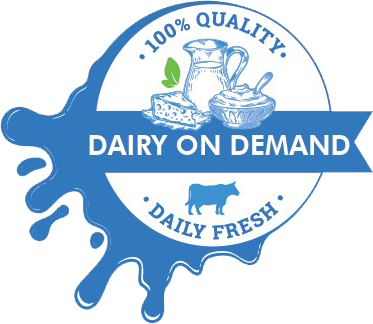 100% QUALITY
DAIRY ON DEMAND
DAILY FRESH